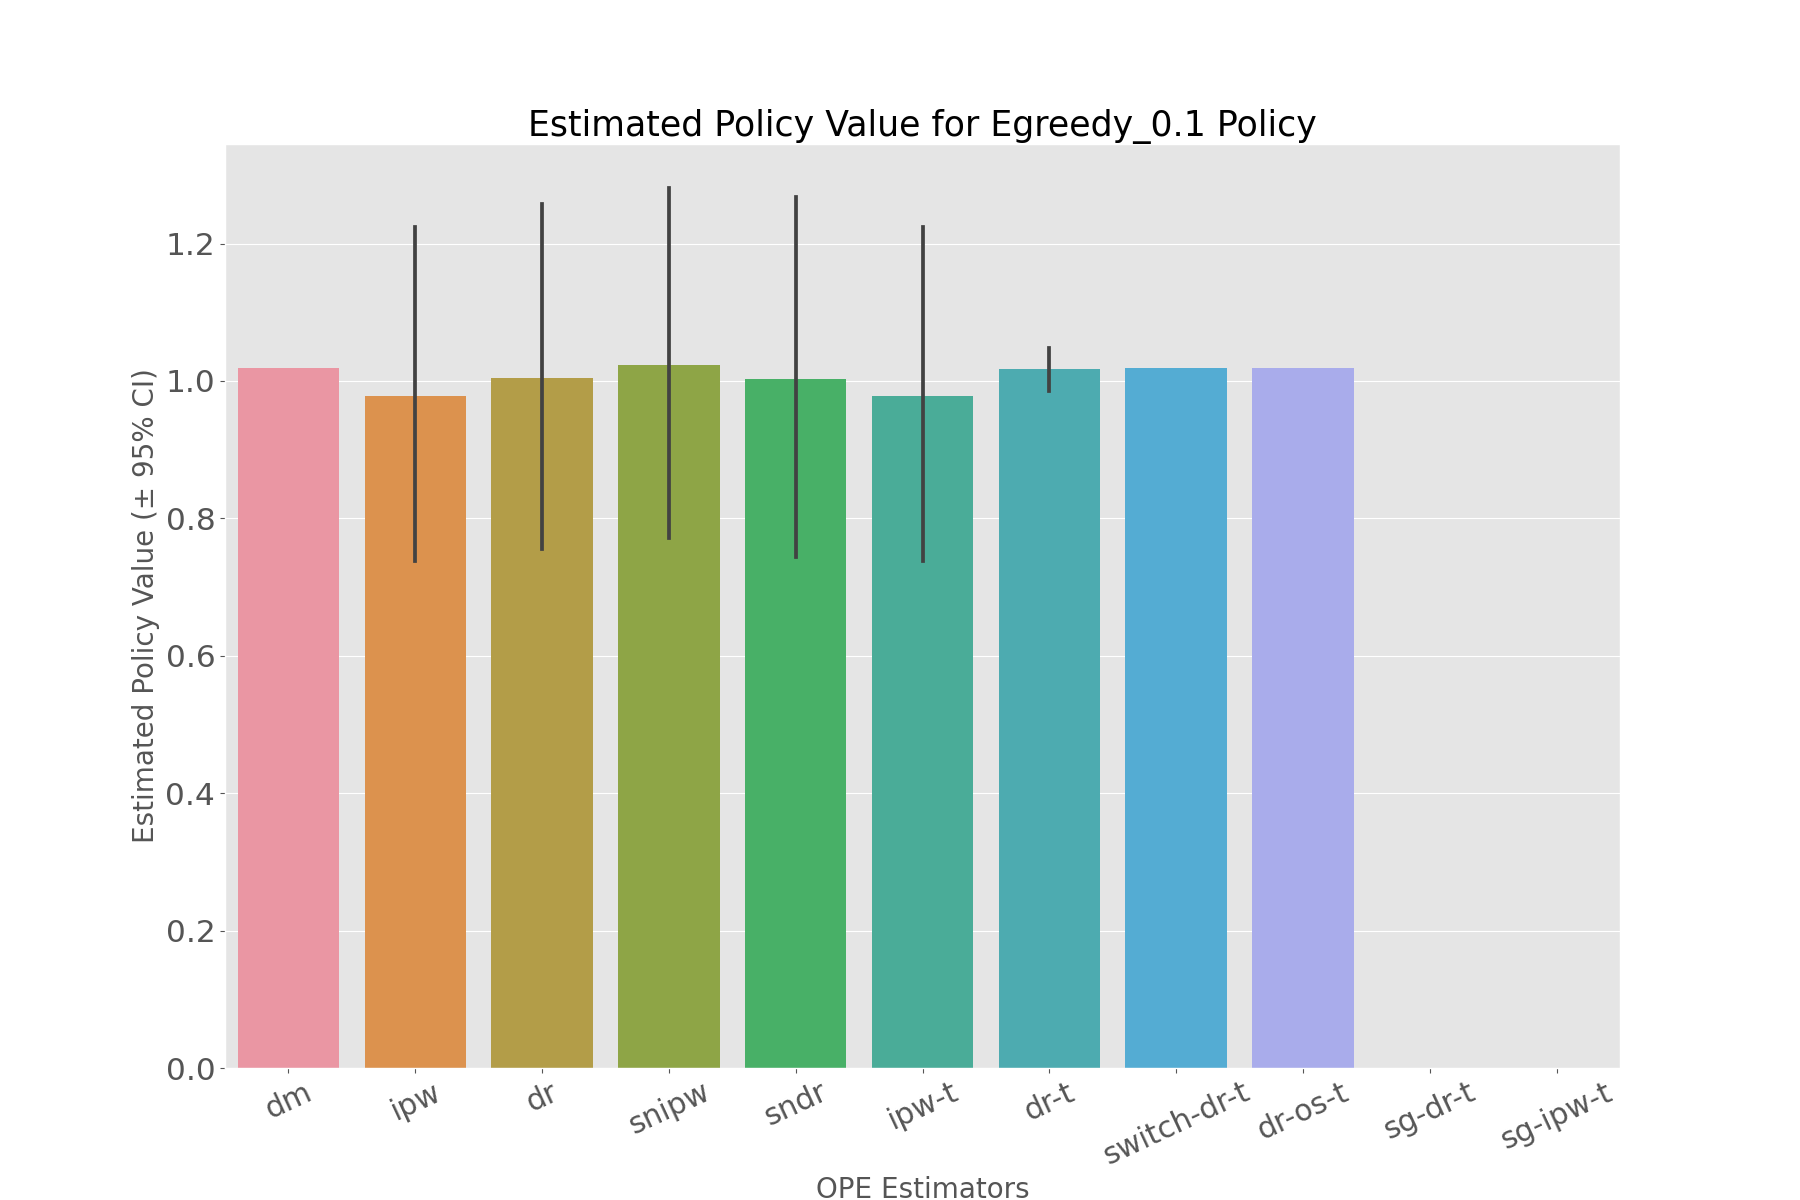 Estimated Policy Value for Egreedy_0.1 Policy
Estimated Policy Value (± 95% CI)
1.2
1.0
0.8
0.6
0.4
0.2
0.0
dm
ipw
dr
snipw
sndr
ipw-t
dr-t
switch-dr-t
dr-os-t
sg-dr-t
sg-ipw-t
OPE Estimators